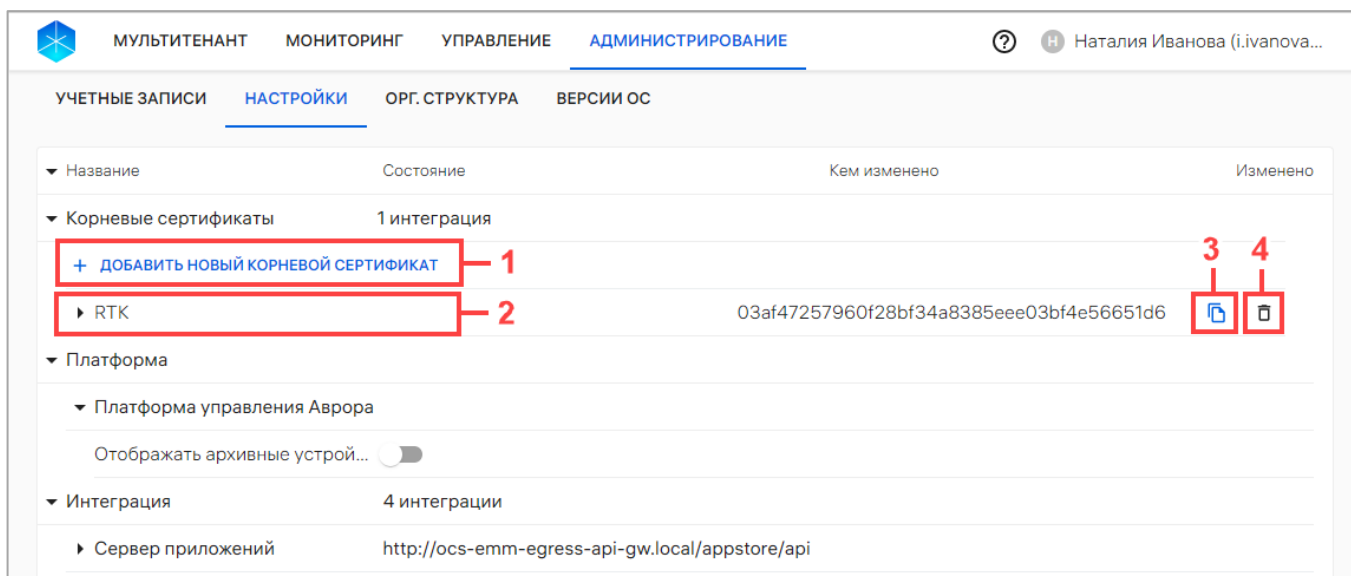 МУЛЬТИТЕНАНТ МОНИТОРИНГ УПРАВЛЕНИЕ АДМИНИСТРИРОВАНИЕ ? Н Наталия Иванова (i.ivanova...
УЧЕТНЫЕ ЗАПИСИ НАСТРОЙКИ ОРГ. СТРУКТУРА ВЕРСИИ ОС
Название Состояние Кем изменено Изменено
Корневые сертификаты 1 интеграция
+ ДОБАВИТЬ НОВЫЙ КОРНЕВОЙ СЕРТИФИКАТ 1 3 4
RTK 2 03af47257960f28bf34a8385eee03bf4e56651d6
Платформа
Платформа управления Аврора
Отображать архивные устрой...
Интеграция 4 интеграции
Сервер приложений http://ocs-emm-egress-api-gw.local/appstore/api